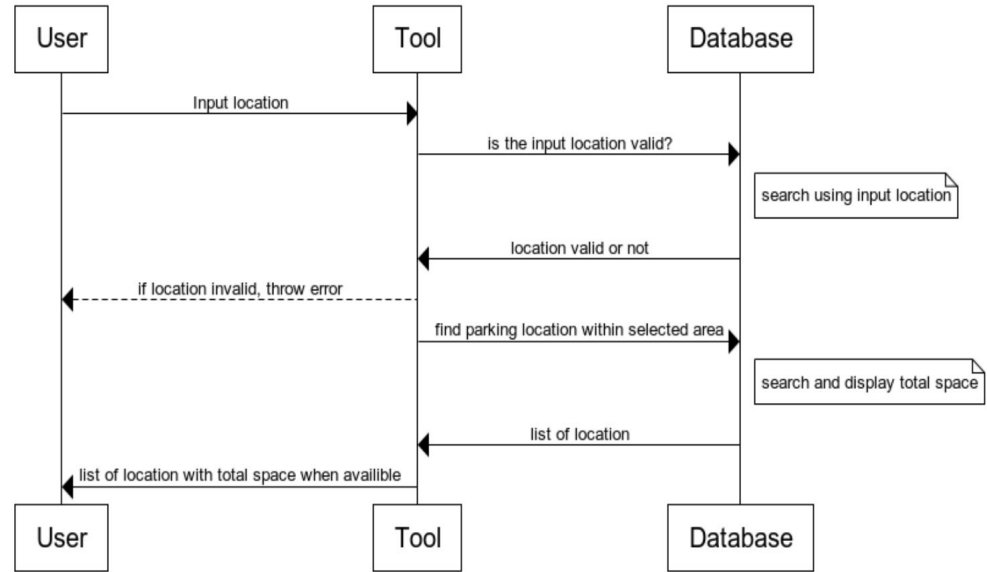 User
Tool
Database
Input location
is the input location valid?
search using input location
location valid or not
if location invalid, throw error
find parking location within selected area
search and display total space
list of location
list of location with total space when availible
User
Tool
Database